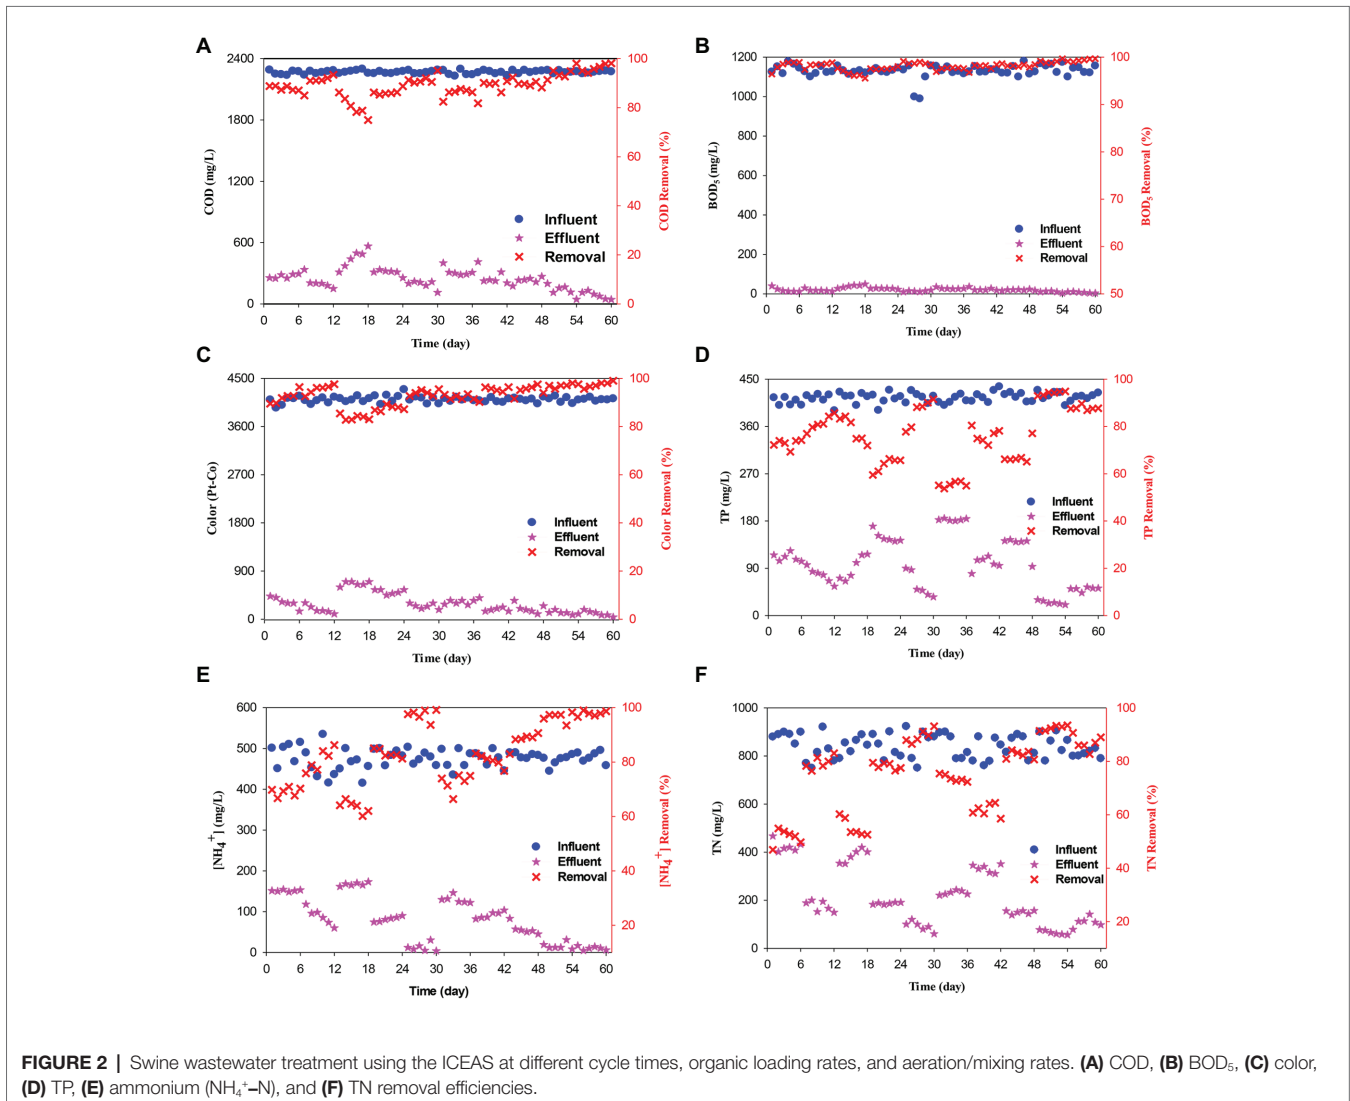 A
2400
1800
1200
600
0
COD (mg/L)
100
80
60
40
20
0
COD Removal (%)
Influent
Effluent
Removal
0 6 12 18 24 30 36 42 48 54 60
Time (day)
B
1200
1000
800
600
400
200
0
BOD₅ (mg/L)
100
90
80
70
60
50
BOD₅ Removal (%)
Influent
Effluent
Removal
0 6 12 18 24 30 36 42 48 54 60
Time (day)
C
4500
3600
2700
1800
900
0
Color (Pt-Co)
100
80
60
40
20
0
Color Removal (%)
Influent
Effluent
Removal
0 6 12 18 24 30 36 42 48 54 60
Time (day)
D
450
360
270
180
90
0
TP (mg/L)
100
80
60
40
20
0
TP Removal (%)
Influent
Effluent
Removal
0 6 12 18 24 30 36 42 48 54 60
Time (day)
E
600
500
400
300
200
100
0
[NH₄⁺] (mg/L)
100
80
60
40
20
[NH₄⁺] Removal (%)
Influent
Effluent
Removal
0 6 12 18 24 30 36 42 48 54 60
Time (day)
F
1000
800
600
400
200
0
TN (mg/L)
100
80
60
40
20
TN Removal (%)
Influent
Effluent
Removal
0 6 12 18 24 30 36 42 48 54 60
Time (day)
FIGURE 2 | Swine wastewater treatment using the ICEAS at different cycle times, organic loading rates, and aeration/mixing rates. (A) COD, (B) BOD₅, (C) color,
(D) TP, (E) ammonium (NH₄⁺–N), and (F) TN removal efficiencies.